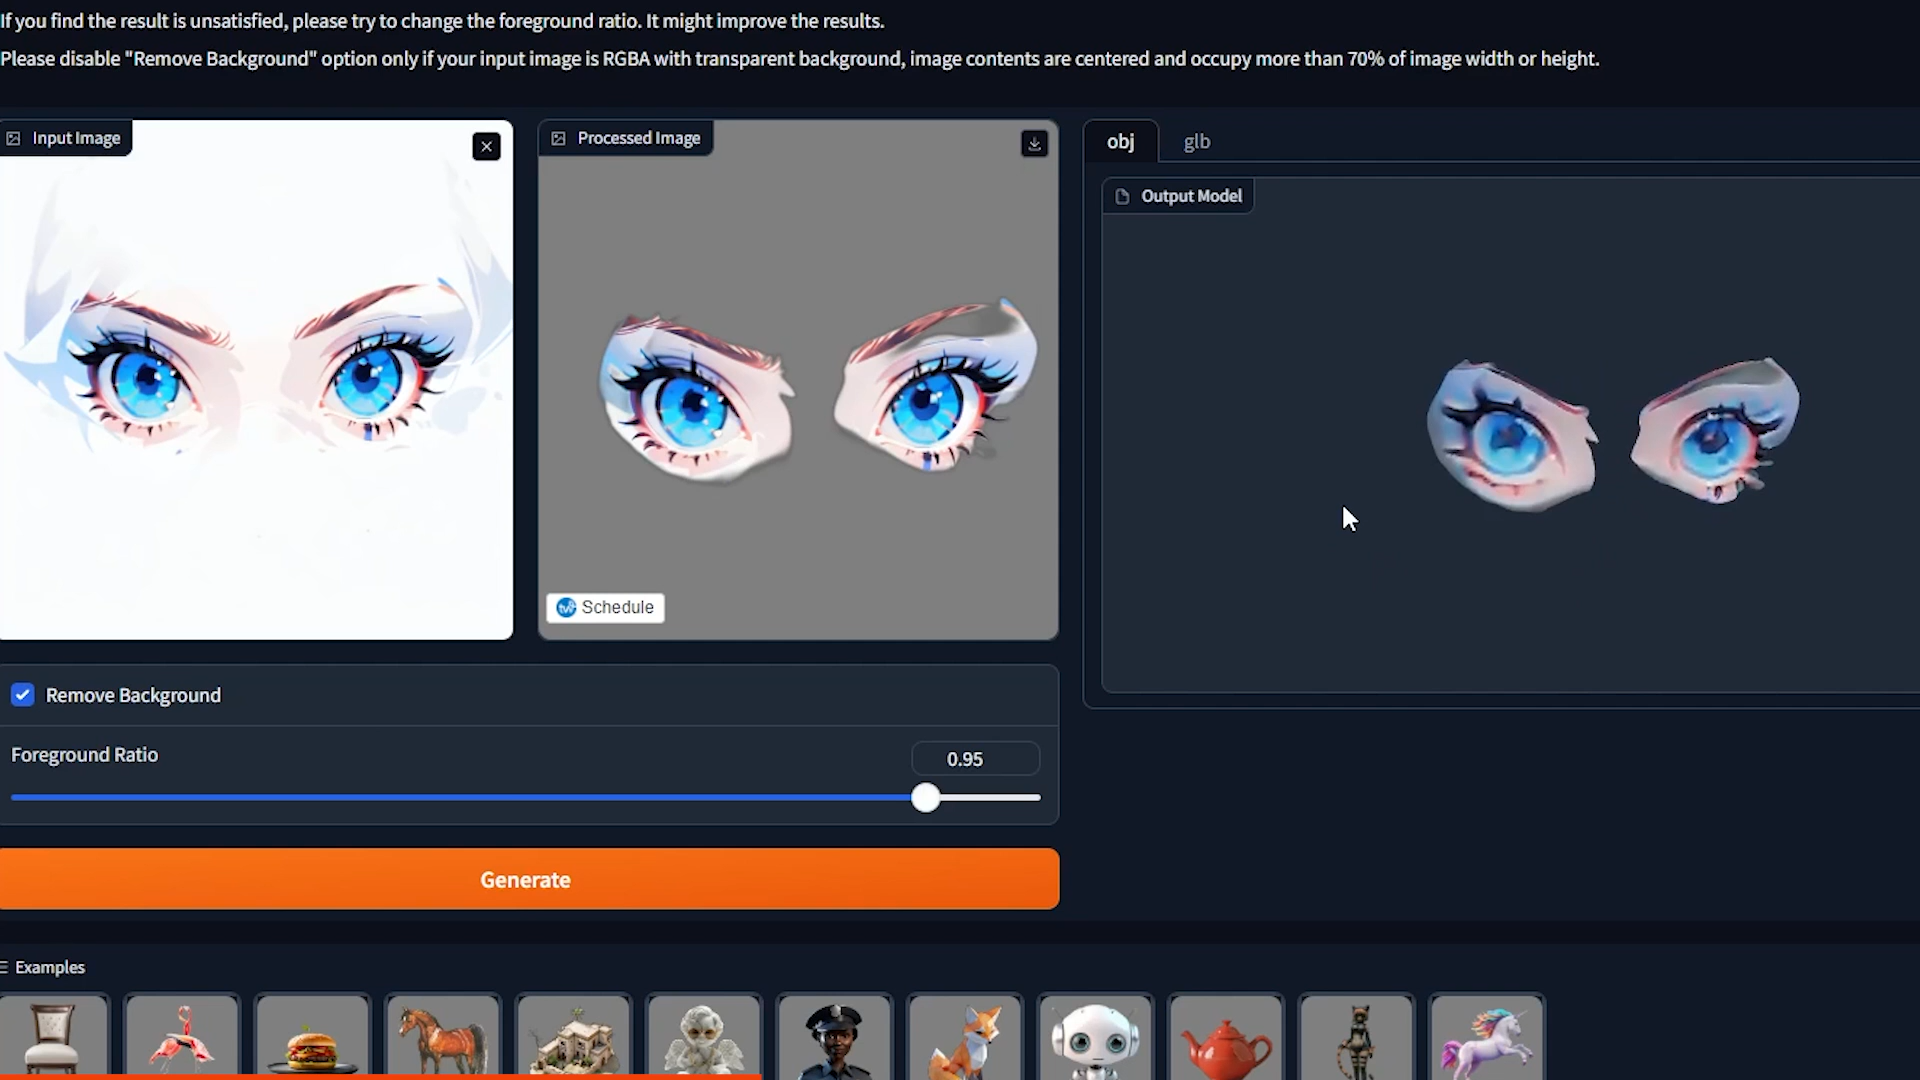 If you find the result is unsatisfied, please try to change the foreground ratio. It might improve the results.
Please disable "Remove Background" option only if your input image is RGBA with transparent background, image contents are centered and occupy more than 70% of image width or height.
Input Image
Processed Image
obj
glb
Output Model
tvv Schedule
Remove Background
Foreground Ratio
0.95
Generate
Examples